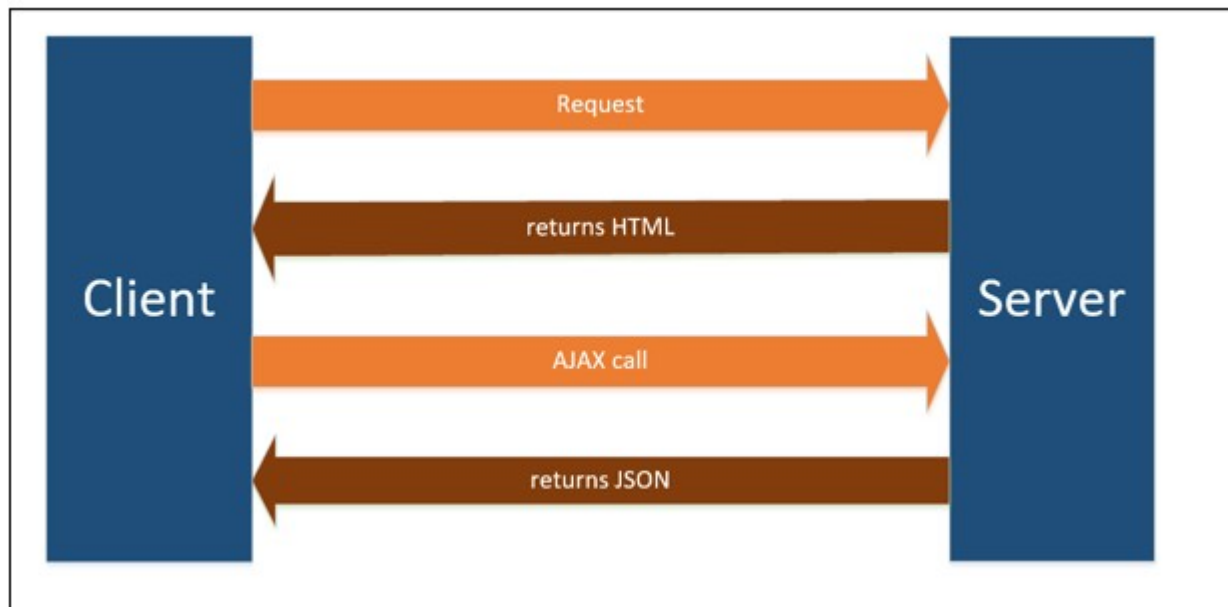 Request
returns HTML
Client
Server
AJAX call
returns JSON